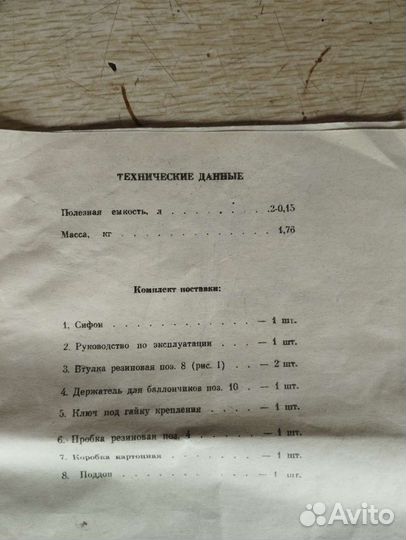 ТЕХНИЧЕСКИЕ ДАННЫЕ
Полезная емкость, л . . . . . . . . . .2-0,15
Масса, кг . . . . . . . . . . . 1,76
Комплект поставки:
1. Сифон . . . . . . . . . . — 1 шт.
2. Руководство по эксплуатации . . . . — 1 шт.
3. Втулка резиновая поз. 8 (рис. 1) . . . — 2 шт.
4. Держатель для баллончиков поз. 10 . . — 1 шт.
5. Ключ под гайку крепления . . . . — 1 шт.
6. Пробка резиновая поз. 4 . . . . — 1 шт.
7. Коробка картонная . . . . . . — 1 шт.
8. Поддон . . . . . . . . . — 1 шт.
Avito